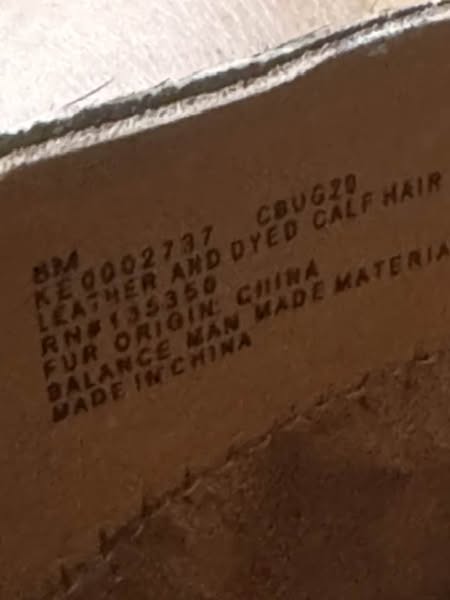 8M
KE0002737 CBUG20
LEATHER AND DYED CALF HAIR
RN#135350
FUR ORIGIN: CHINA
BALANCE MAN MADE MATERIA
MADE IN CHINA